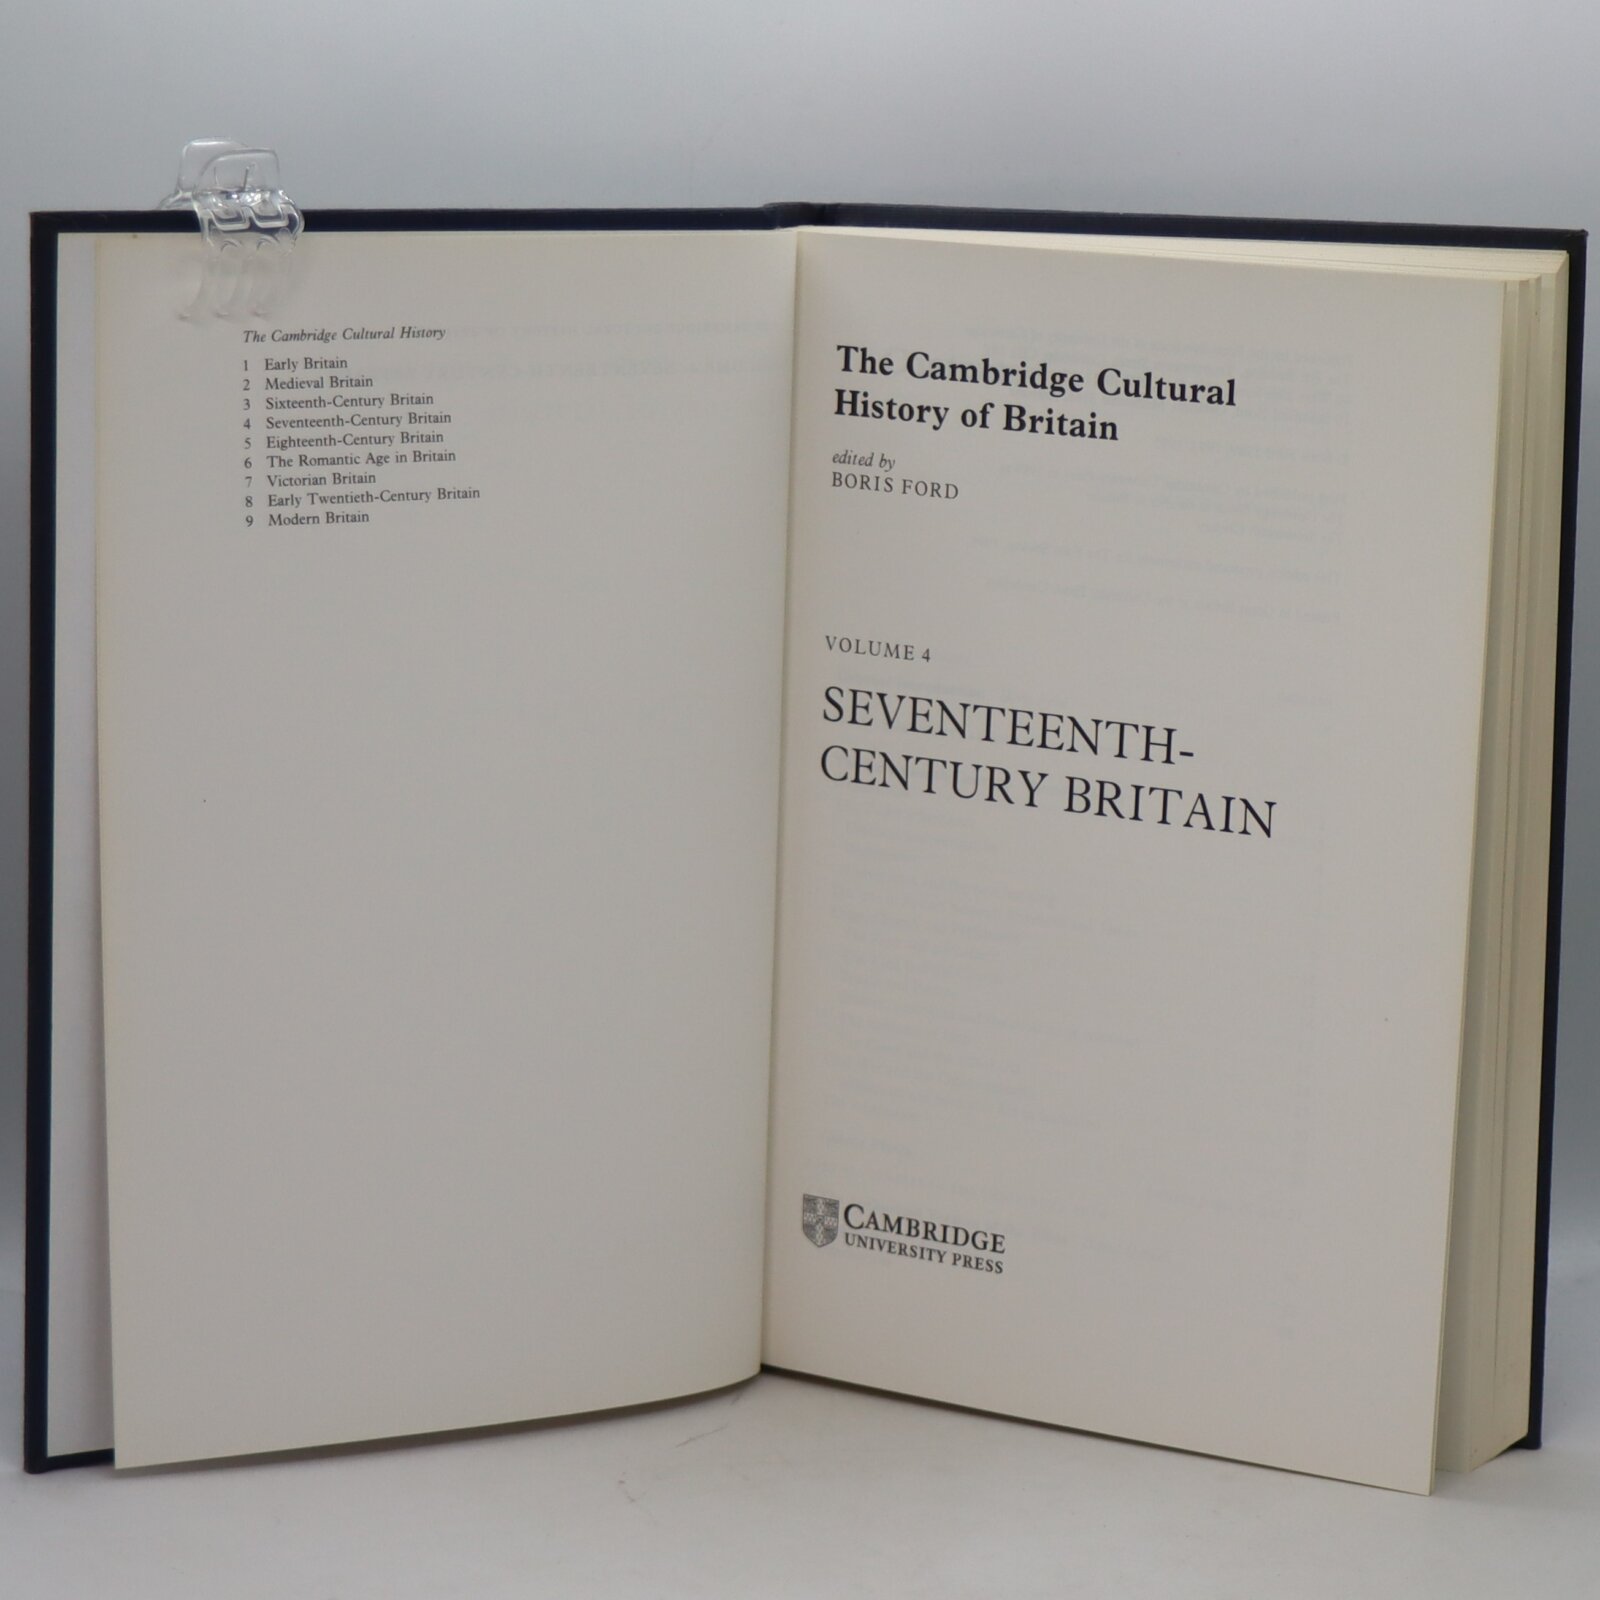 The Cambridge Cultural History
1 Early Britain
2 Medieval Britain
3 Sixteenth-Century Britain
4 Seventeenth-Century Britain
5 Eighteenth-Century Britain
6 The Romantic Age in Britain
7 Victorian Britain
8 Early Twentieth-Century Britain
9 Modern Britain
The Cambridge Cultural
History of Britain
edited by
BORIS FORD
VOLUME 4
SEVENTEENTH-
CENTURY BRITAIN
CAMBRIDGE
UNIVERSITY PRESS